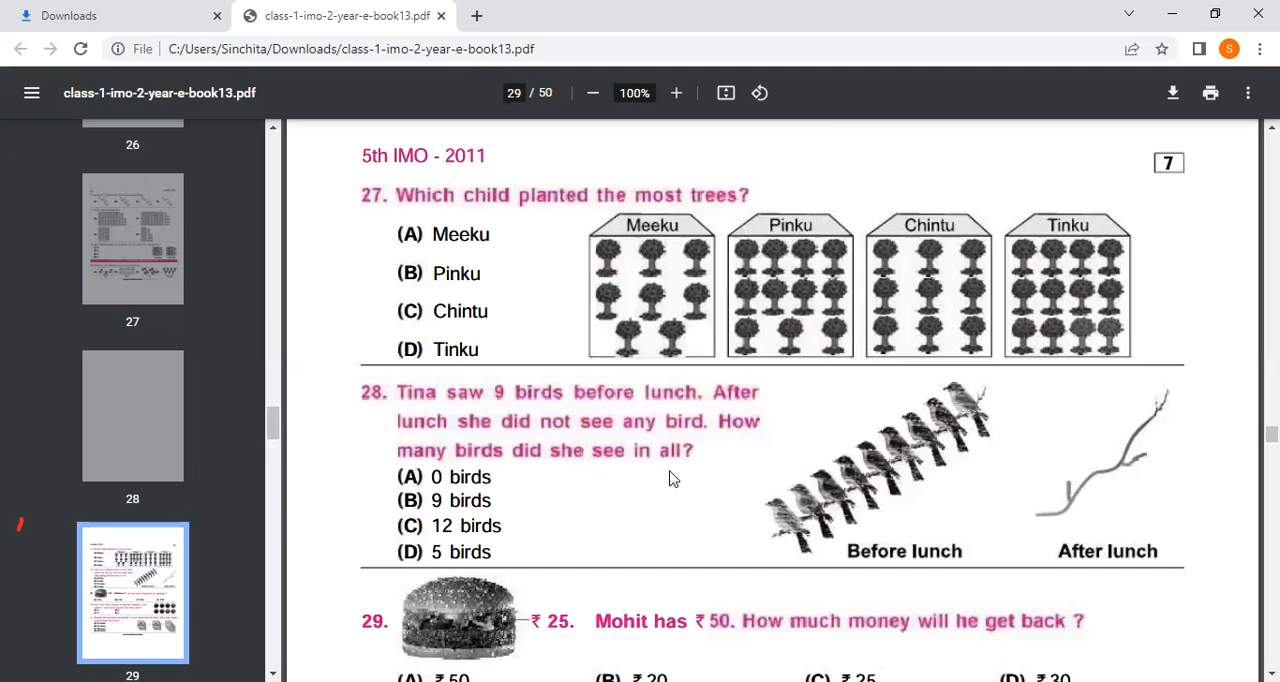 Downloads
class-1-imo-2-year-e-book13.pdf
File
C:/Users/Sinchita/Downloads/class-1-imo-2-year-e-book13.pdf
S
class-1-imo-2-year-e-book13.pdf
29 / 50
100%
26
27
28
29
5th IMO - 2011
7
27. Which child planted the most trees?
(A) Meeku
(B) Pinku
(C) Chintu
(D) Tinku
Meeku
Pinku
Chintu
Tinku
28. Tina saw 9 birds before lunch. After
lunch she did not see any bird. How
many birds did she see in all?
(A) 0 birds
(B) 9 birds
(C) 12 birds
(D) 5 birds
Before lunch
After lunch
29.
₹ 25. Mohit has ₹ 50. How much money will he get back ?
(A) ₹ 50
(B) ₹ 20
(C) ₹ 25
(D) ₹ 30